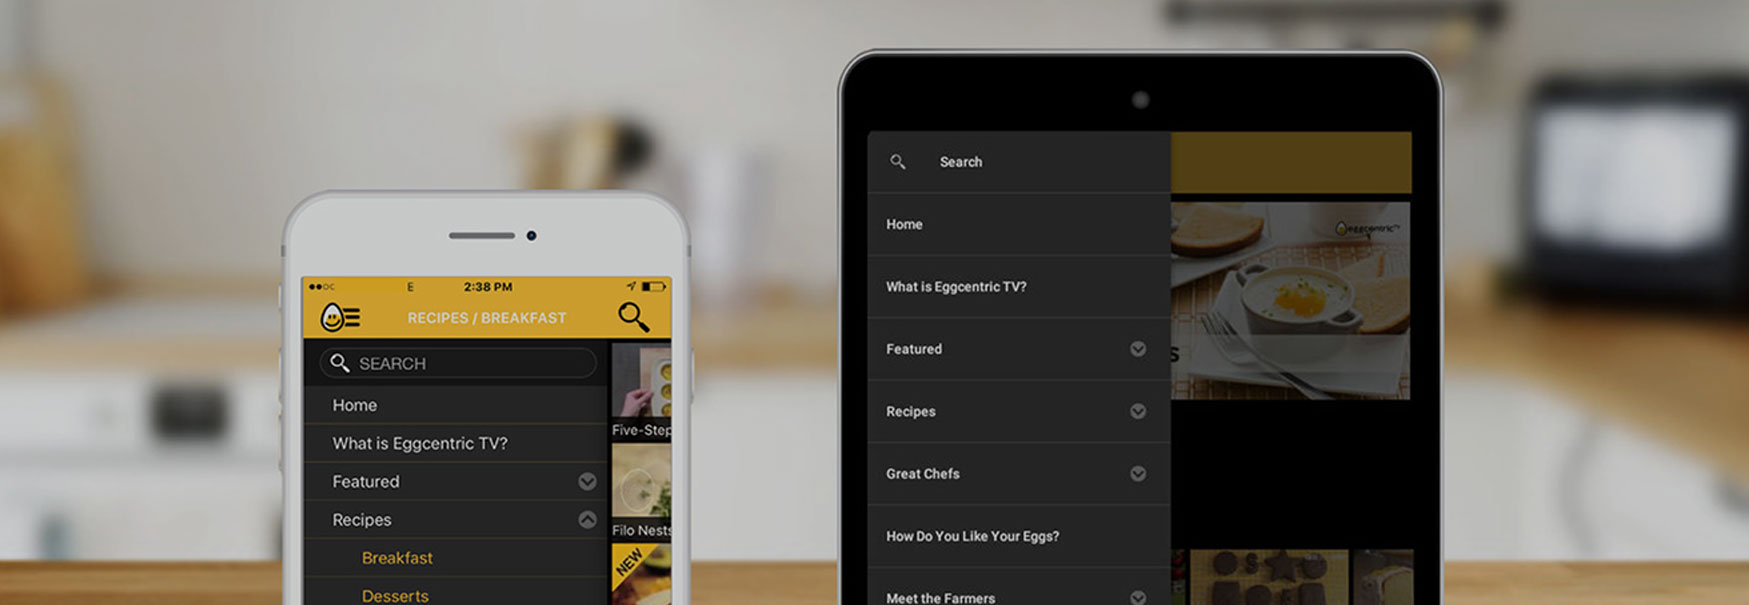 E
2:38 PM
RECIPES / BREAKFAST
SEARCH
Home
What is Eggcentric TV?
Featured
Recipes
Breakfast
Desserts
Five-Step
Filo Nests
NEW
Search
Home
What is Eggcentric TV?
Featured
Recipes
Great Chefs
How Do You Like Your Eggs?
Meet the Farmers
eggcentric™
s